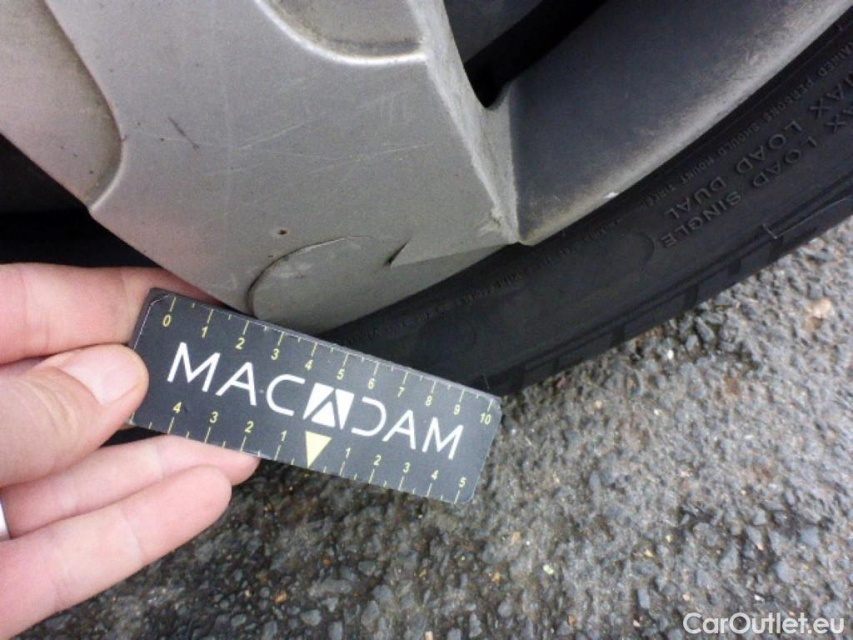 MAX LOAD SINGLE
MAX LOAD DUAL
0 1 2 3 4 5 6 7 8 9 10
MACADAM
4 3 2 1 1 2 3 4 5
CarOutlet.eu